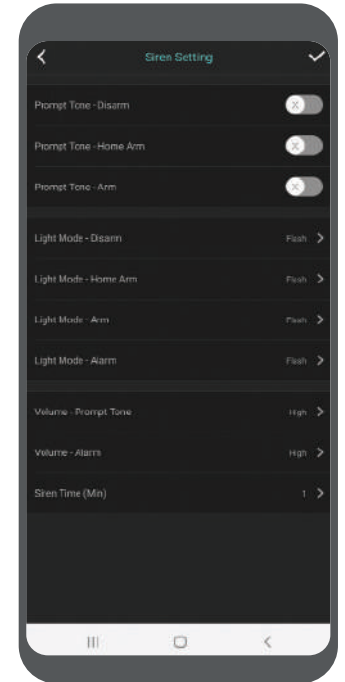 Siren Setting
Prompt Tone -Disarm
Prompt Tone -Home Arm
Prompt Tone -Arm
Light Mode - Disarm Flash
Light Mode - Home Arm Flash
Light Mode - Arm Flash
Light Mode - Alarm Flash
Volume - Prompt Tone High
Volume - Alarm High
Siren Time (Min) 1